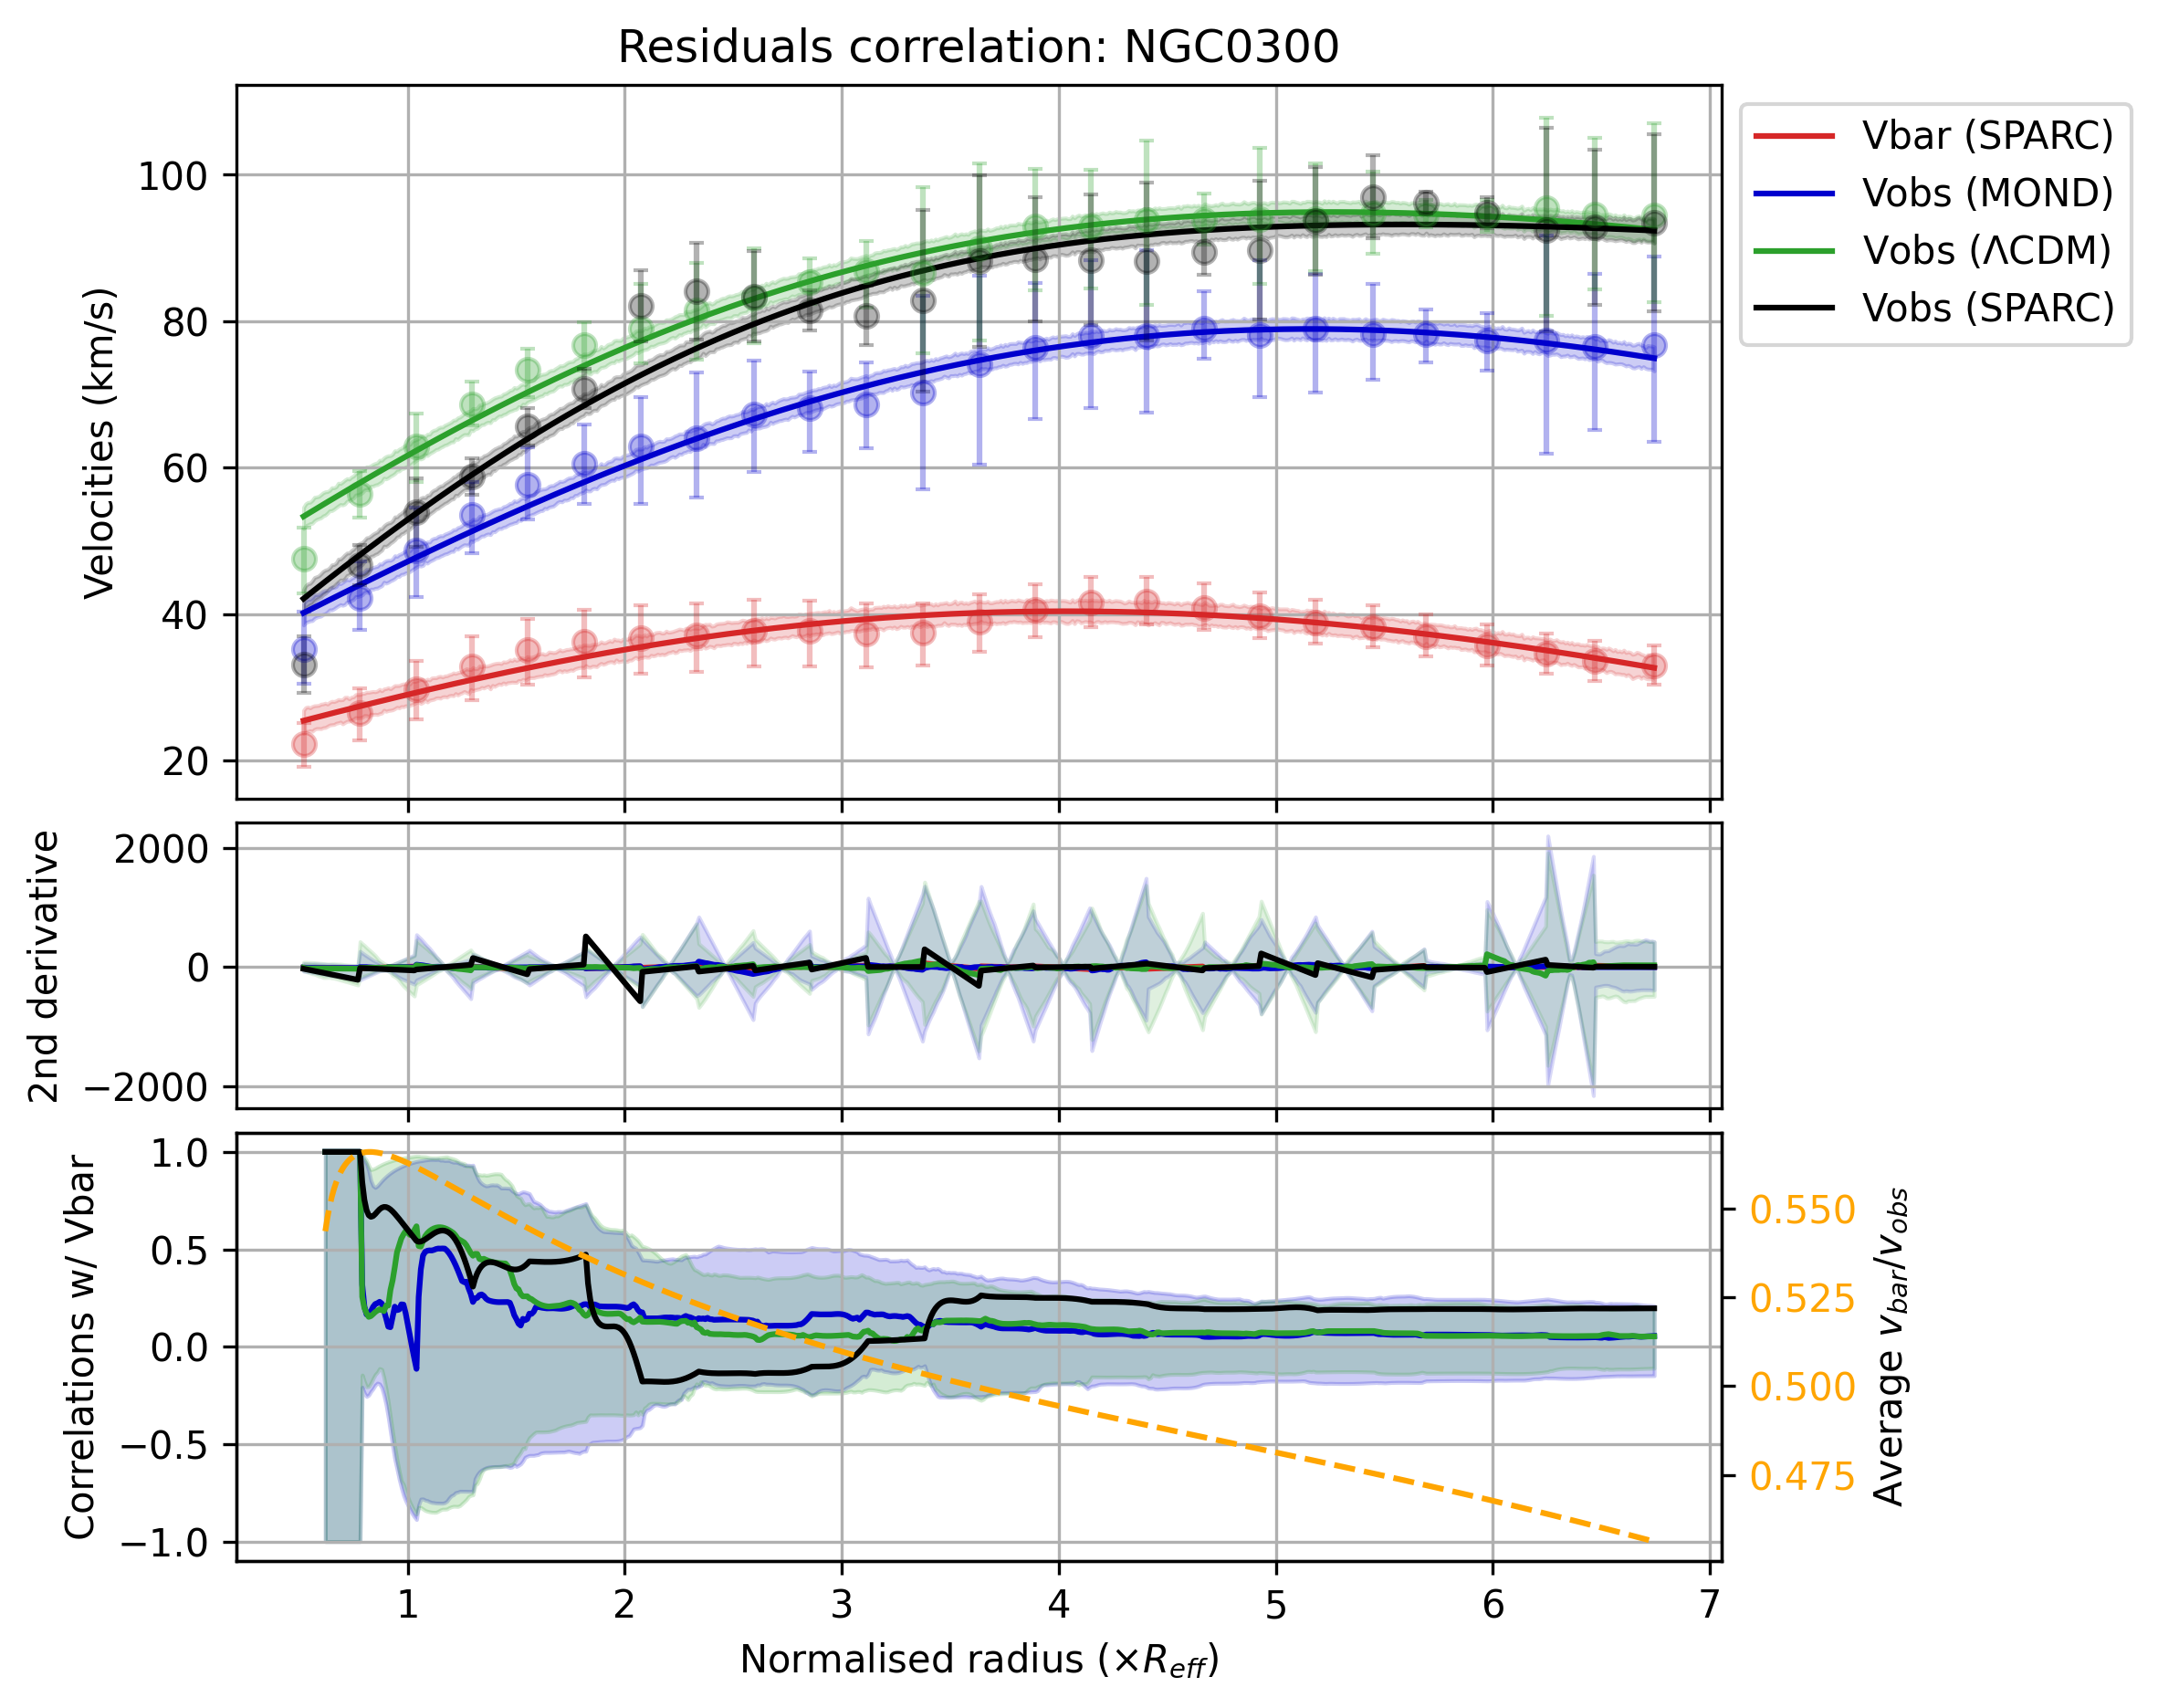 Residuals correlation: NGC0300
Velocities (km/s)
100
80
60
40
20
Vbar (SPARC)
Vobs (MOND)
Vobs (ΛCDM)
Vobs (SPARC)
2nd derivative
2000
0
−2000
Correlations w/ Vbar
1.0
0.5
0.0
−0.5
−1.0
0.550
0.525
0.500
0.475
Average v_bar/v_obs
1 2 3 4 5 6 7
Normalised radius (×R_eff)